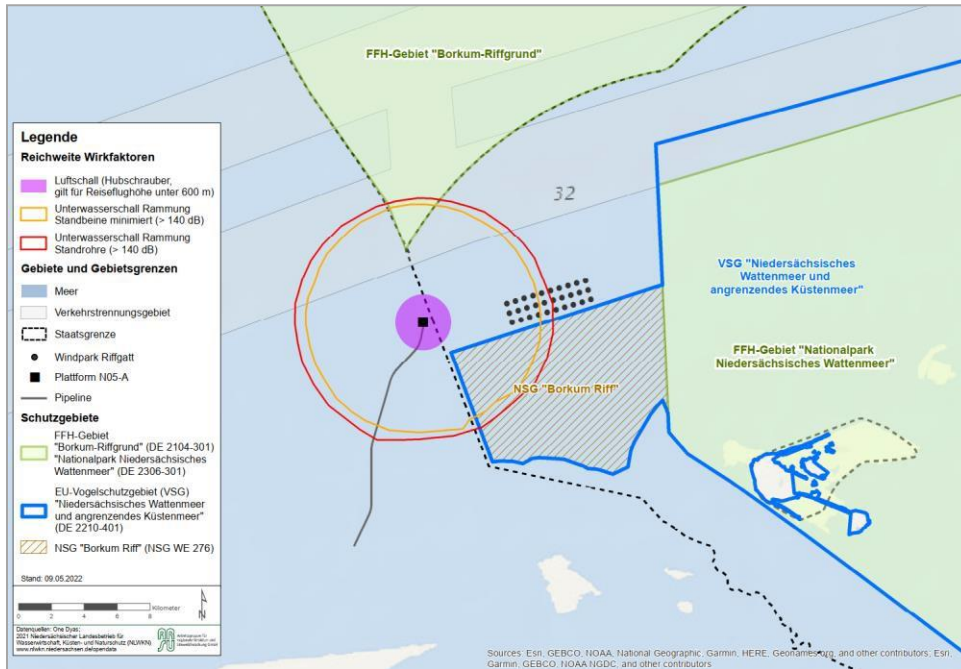 FFH-Gebiet "Borkum-Riffgrund"
32
VSG "Niedersächsisches
Wattenmeer und
angrenzendes Küstenmeer"
FFH-Gebiet "Nationalpark
Niedersächsisches Wattenmeer"
NSG "Borkum Riff"
Legende
Reichweite Wirkfaktoren
Luftschall (Hubschrauber,
gilt für Reiseflughöhe unter 600 m)
Unterwasserschall Rammung
Standbeine minimiert (> 140 dB)
Unterwasserschall Rammung
Standrohre (> 140 dB)
Gebiete und Gebietsgrenzen
Meer
Verkehrstrennungsgebiet
Staatsgrenze
Windpark Riffgatt
Plattform N05-A
Pipeline
Schutzgebiete
FFH-Gebiet
"Borkum-Riffgrund" (DE 2104-301)
"Nationalpark Niedersächsisches
Wattenmeer" (DE 2306-301)
EU-Vogelschutzgebiet (VSG)
"Niedersächsisches Wattenmeer
und angrenzendes Küstenmeer"
(DE 2210-401)
NSG "Borkum Riff" (NSG WE 276)
Stand: 09.05.2022
0 2 4 6 8 Kilometer
N
Datenquellen: One Dyas;
2021 Niedersächsischer Landesbetrieb für
Wasserwirtschaft, Küsten- und Naturschutz (NLWKN)
www.nlwkn.niedersachsen.de/opendata
Sources: Esri, GEBCO, NOAA, National Geographic, Garmin, HERE, Geonames.org, and other contributors; Esri,
Garmin, GEBCO, NOAA NGDC, and other contributors